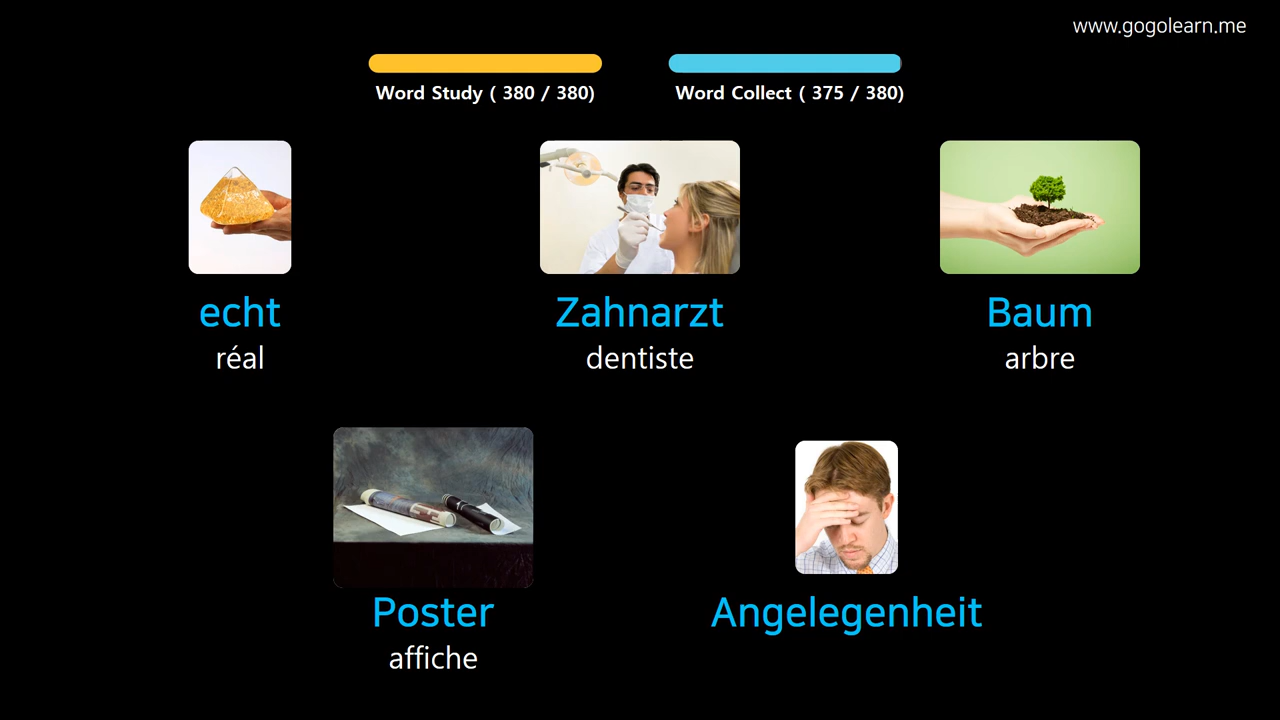 www.gogolearn.me
Word Study ( 380 / 380)
Word Collect ( 375 / 380)
echt
réal
Zahnarzt
dentiste
Baum
arbre
Poster
affiche
Angelegenheit